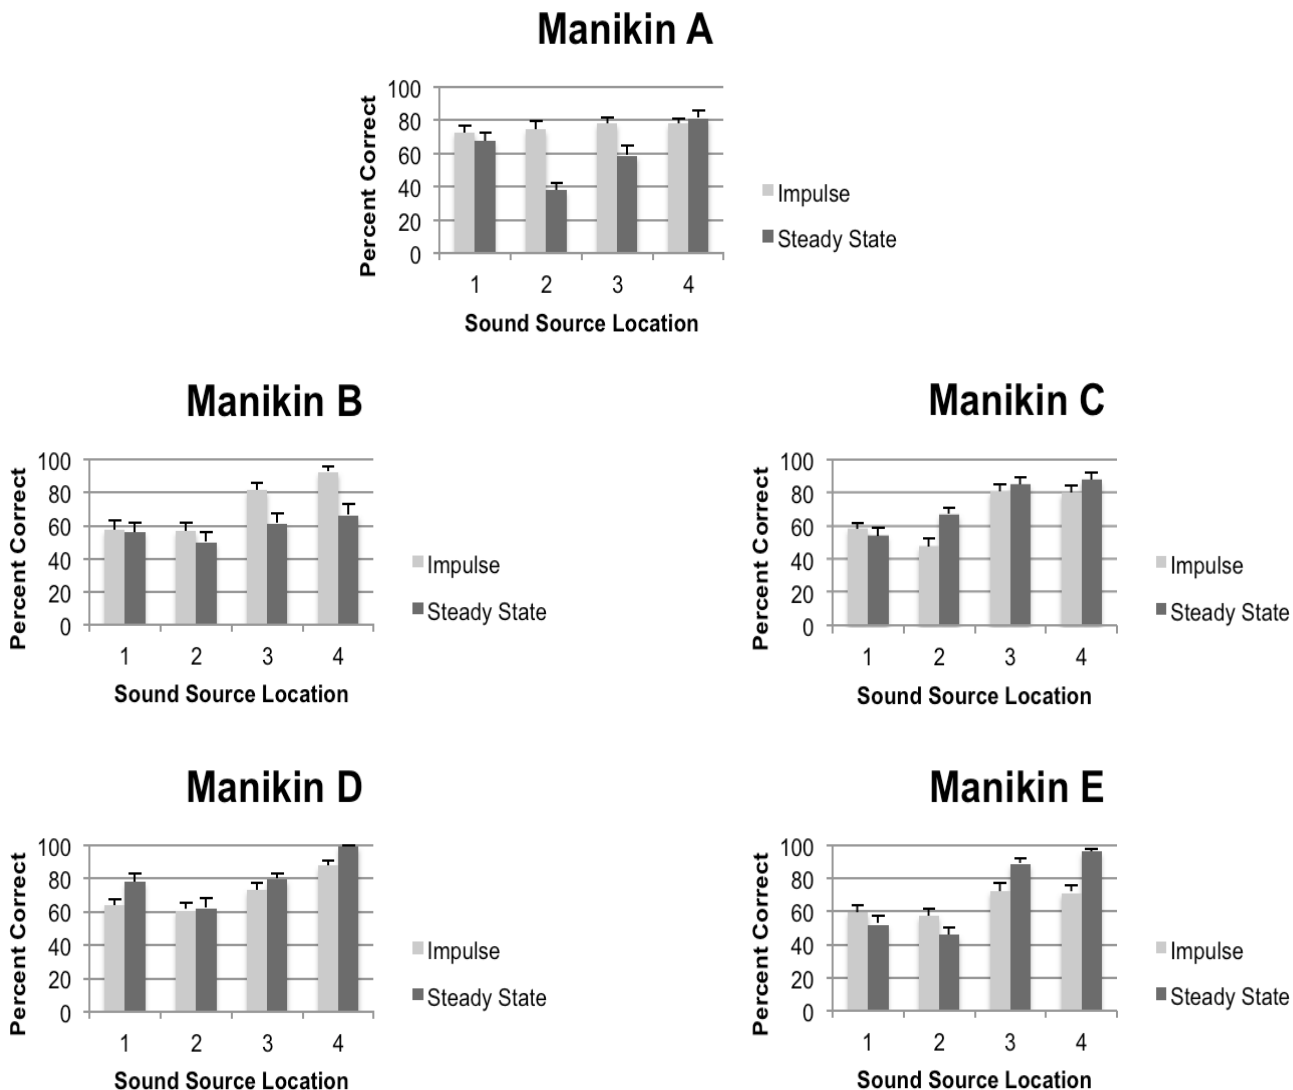 Manikin A
Percent Correct
100
80
60
40
20
0
1 2 3 4
Sound Source Location
Impulse
Steady State
Manikin B
Percent Correct
100
80
60
40
20
0
1 2 3 4
Sound Source Location
Impulse
Steady State
Manikin C
Percent Correct
100
80
60
40
20
0
1 2 3 4
Sound Source Location
Impulse
Steady State
Manikin D
Percent Correct
100
80
60
40
20
0
1 2 3 4
Sound Source Location
Impulse
Steady State
Manikin E
Percent Correct
100
80
60
40
20
0
1 2 3 4
Sound Source Location
Impulse
Steady State